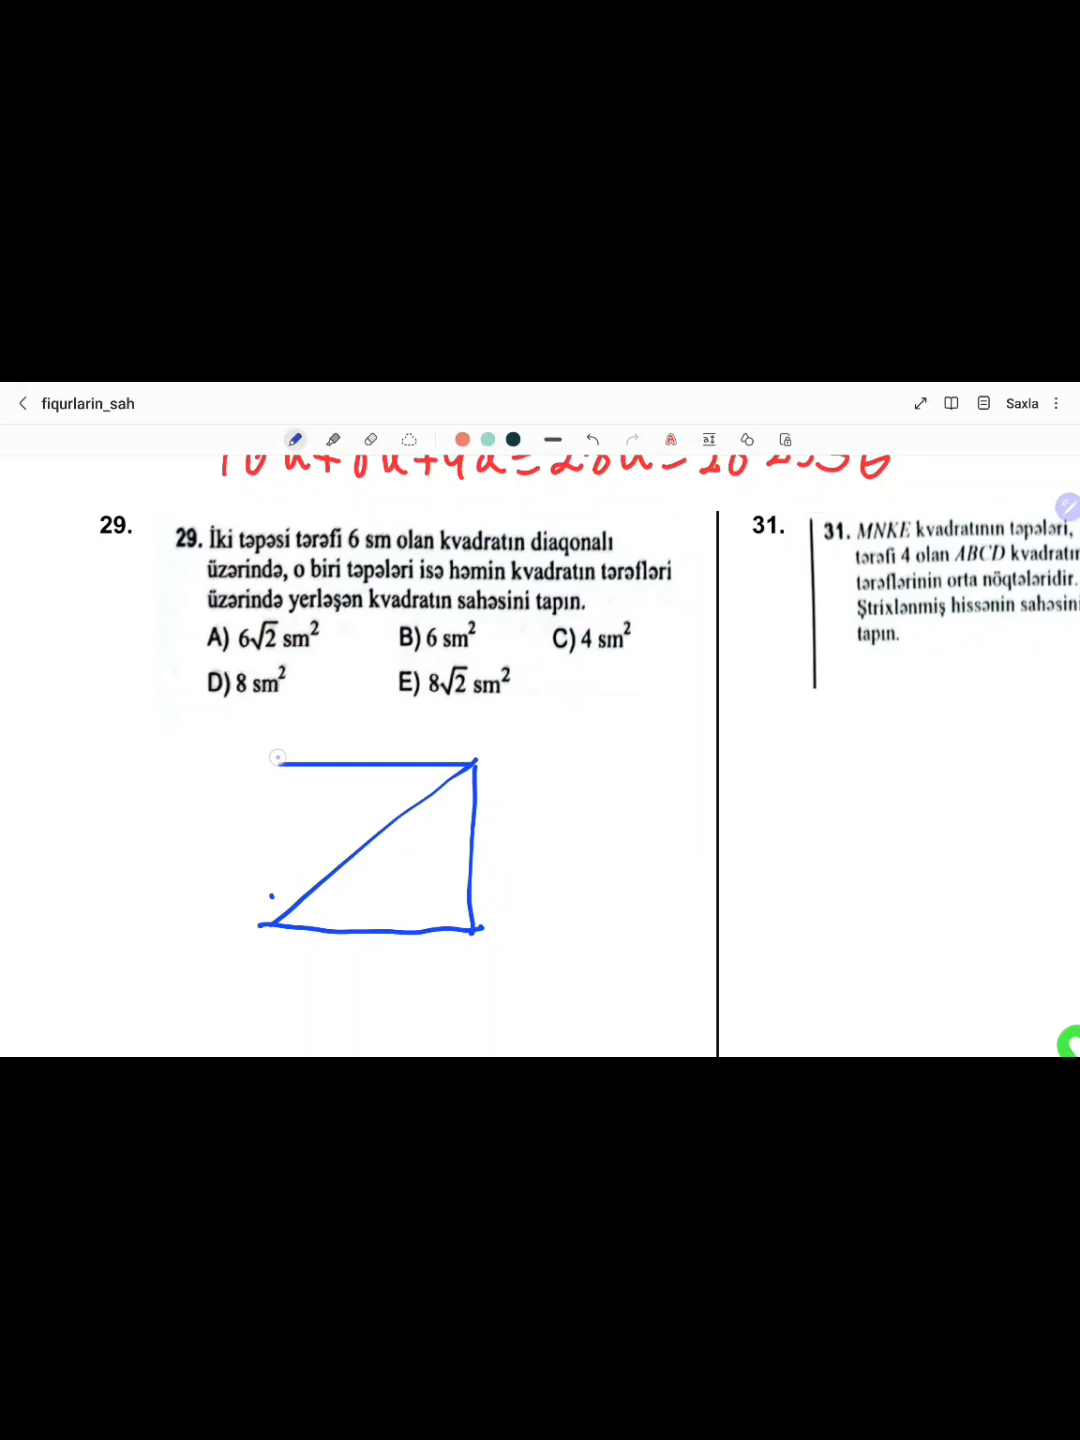 fiqurlarin_sah
Saxla
29.
29. İki təpəsi tərəfi 6 sm olan kvadratın diaqonalı
üzərində, o biri təpələri isə həmin kvadratın tərəfləri
üzərində yerləşən kvadratın sahəsini tapın.
A) 6√2 sm² B) 6 sm² C) 4 sm²
D) 8 sm² E) 8√2 sm²
31.
31. MNKE kvadratının təpələri,
tərəfi 4 olan ABCD
tərəflərinin orta nöqtələridir.
Ştrixlənmiş hissənin
tapın.